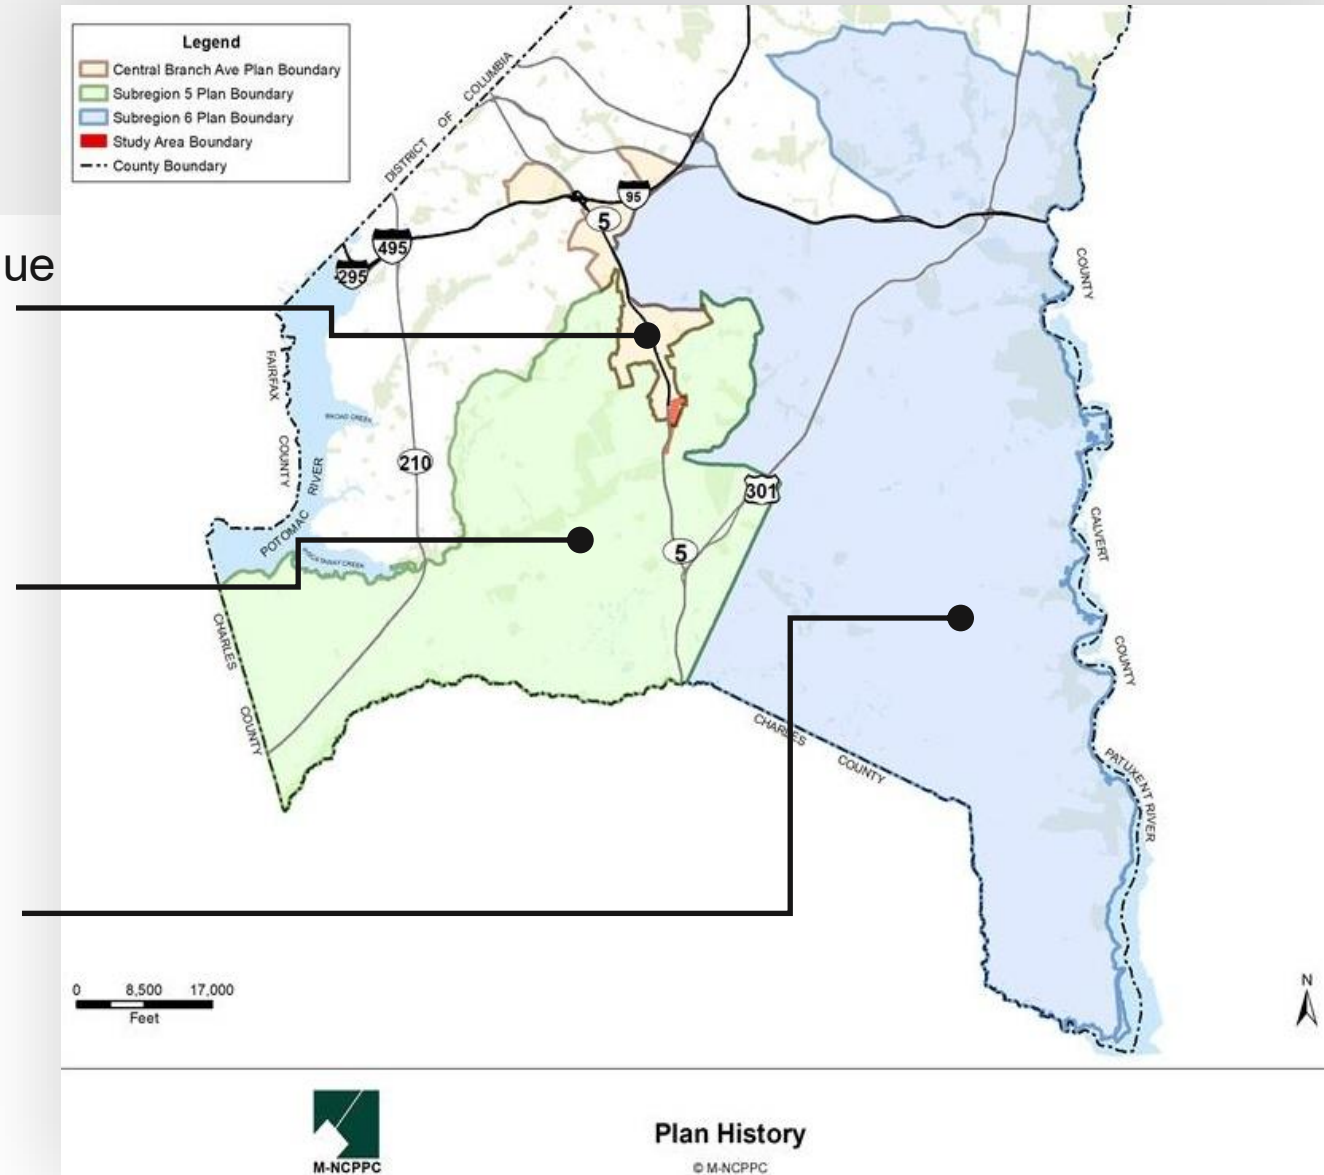 Legend
Central Branch Ave Plan Boundary
Subregion 5 Plan Boundary
Subregion 6 Plan Boundary
Study Area Boundary
County Boundary
DISTRICT OF COLUMBIA
95
5
495
295
ue
COUNTY
FAIRFAX
COUNTY
BROAD CREEK
210
RIVER
POTOMAC
301
CALVERT
5
CHARLES
COUNTY
COUNTY
CHARLES
COUNTY
PATUXENT RIVER
0 8,500 17,000
Feet
N
M-NCPPC
Plan History
© M-NCPPC